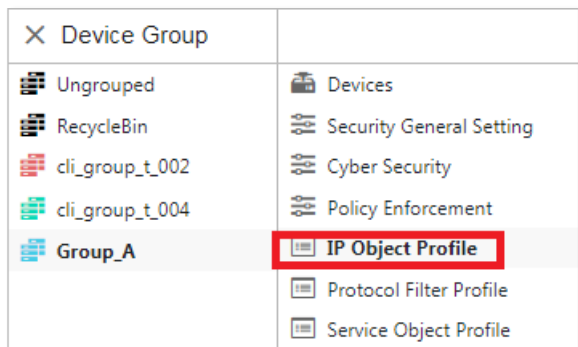 Device Group
Ungrouped
RecycleBin
cli_group_t_002
cli_group_t_004
Group_A
Devices
Security General Setting
Cyber Security
Policy Enforcement
IP Object Profile
Protocol Filter Profile
Service Object Profile